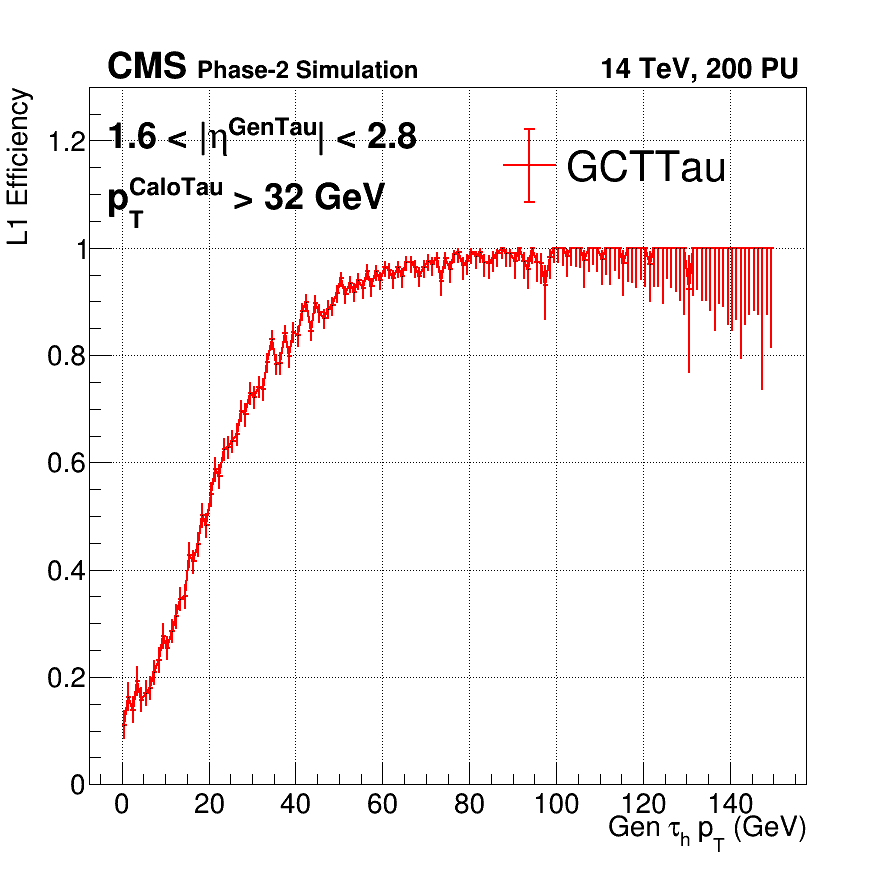 CMS Phase-2 Simulation 14 TeV, 200 PU
1.6 < |η^GenTau| < 2.8
p_T^CaloTau > 32 GeV
GCTTau
L1 Efficiency
1.2
1
0.8
0.6
0.4
0.2
0
0 20 40 60 80 100 120 140
Gen τ_h p_T (GeV)